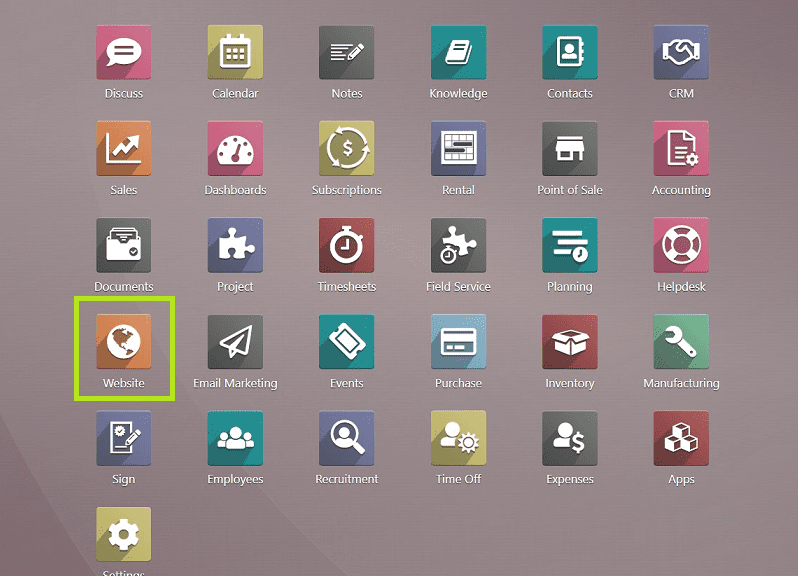 Discuss Calendar Notes Knowledge Contacts CRM
Sales Dashboards Subscriptions Rental Point of Sale Accounting
Documents Project Timesheets Field Service Planning Helpdesk
Website Email Marketing Events Purchase Inventory Manufacturing
Sign Employees Recruitment Time Off Expenses Apps
Settings